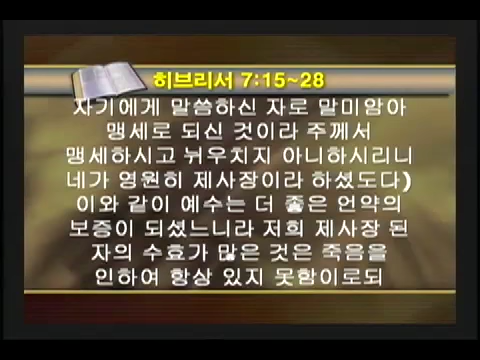 히브리서 7:15~28
자기에게 말씀하신 자로 말미암아
맹세로 되신 것이라 주께서
맹세하시고 뉘우치지 아니하시리니
네가 영원히 제사장이라 하셨도다)
이와 같이 예수는 더 좋은 언약의
보증이 되셨느니라 저희 제사장 된
자의 수효가 많은 것은 죽음을
인하여 항상 있지 못함이로되